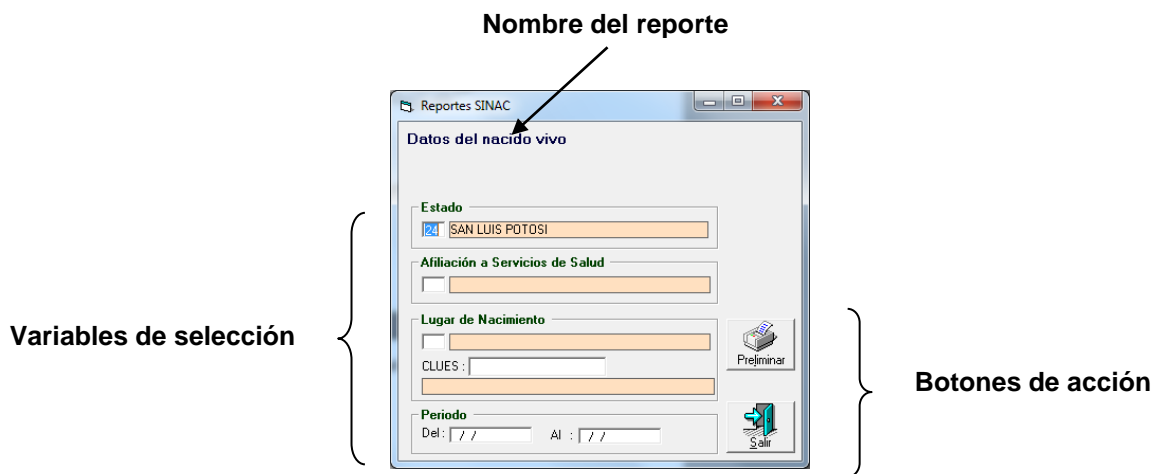 Nombre del reporte
Reportes SINAC
Datos del nacido vivo
Estado
24 SAN LUIS POTOSI
Afiliación a Servicios de Salud
Lugar de Nacimiento
CLUES :
Periodo
Del : / / Al : / /
Preliminar
Salir
Variables de selección
Botones de acción